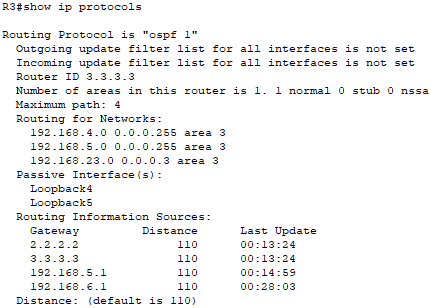 R3#show ip protocols
Routing Protocol is "ospf 1"
Outgoing update filter list for all interfaces is not set
Incoming update filter list for all interfaces is not set
Router ID 3.3.3.3
Number of areas in this router is 1. 1 normal 0 stub 0 nssa
Maximum path: 4
Routing for Networks:
192.168.4.0 0.0.0.255 area 3
192.168.5.0 0.0.0.255 area 3
192.168.23.0 0.0.0.3 area 3
Passive Interface(s):
Loopback4
Loopback5
Routing Information Sources:
Gateway Distance Last Update
2.2.2.2 110 00:13:24
3.3.3.3 110 00:13:24
192.168.5.1 110 00:14:59
192.168.6.1 110 00:28:03
Distance: (default is 110)